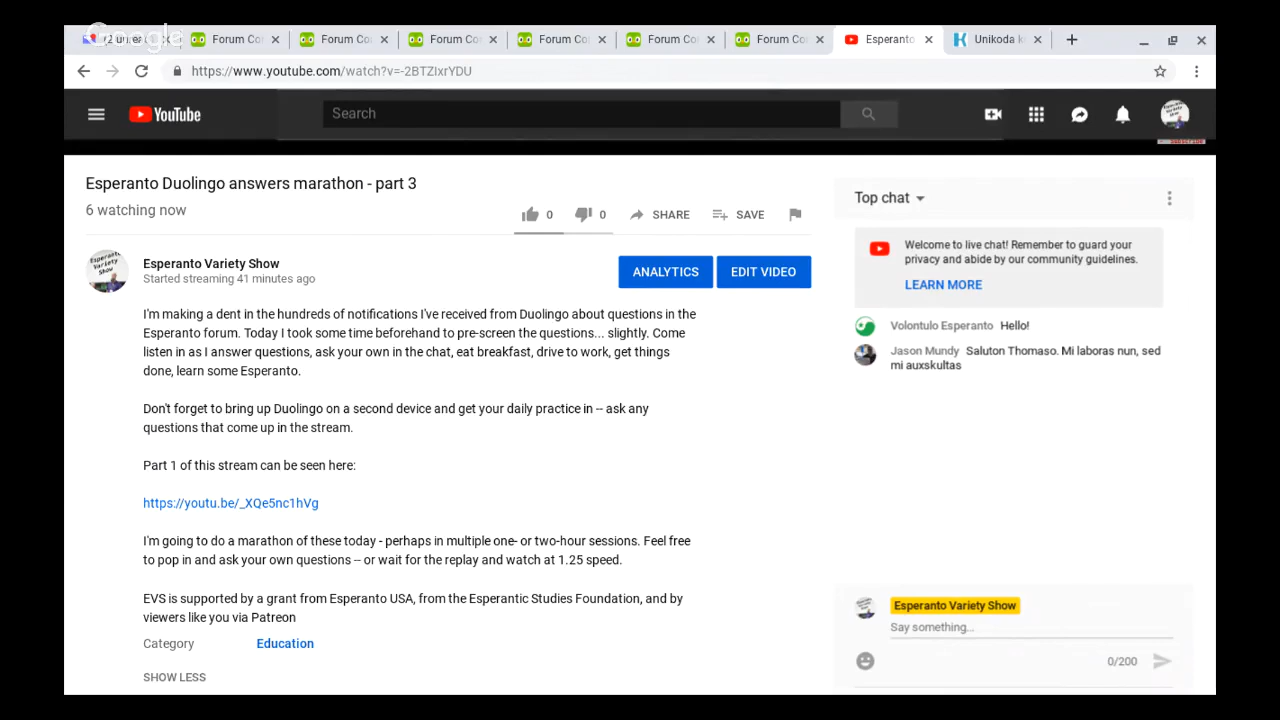 Google
Forum Co
Forum Co
Forum Co
Forum Co
Forum Co
Forum Co
Esperanto
Unikoda k
https://www.youtube.com/watch?v=-2BTZIxrYDU
YouTube
Search
Esperanto Duolingo answers marathon - part 3
6 watching now
0
0
SHARE
SAVE
Esperanto Variety Show
Started streaming 41 minutes ago
ANALYTICS
EDIT VIDEO
I'm making a dent in the hundreds of notifications I've received from Duolingo about questions in the
Esperanto forum. Today I took some time beforehand to pre-screen the questions... slightly. Come
listen in as I answer questions, ask your own in the chat, eat breakfast, drive to work, get things
done, learn some Esperanto.
Don't forget to bring up Duolingo on a second device and get your daily practice in -- ask any
questions that come up in the stream.
Part 1 of this stream can be seen here:
https://youtu.be/_XQe5nc1hVg
I'm going to do a marathon of these today - perhaps in multiple one- or two-hour sessions. Feel free
to pop in and ask your own questions -- or wait for the replay and watch at 1.25 speed.
EVS is supported by a grant from Esperanto USA, from the Esperantic Studies Foundation, and by
viewers like you via Patreon
Category
Education
SHOW LESS
Top chat
Welcome to live chat! Remember to guard your
privacy and abide by our community guidelines.
LEARN MORE
Volontulo Esperanto Hello!
Jason Mundy Saluton Thomaso. Mi laboras nun, sed
mi auxskultas
Esperanto Variety Show
Say something...
0/200